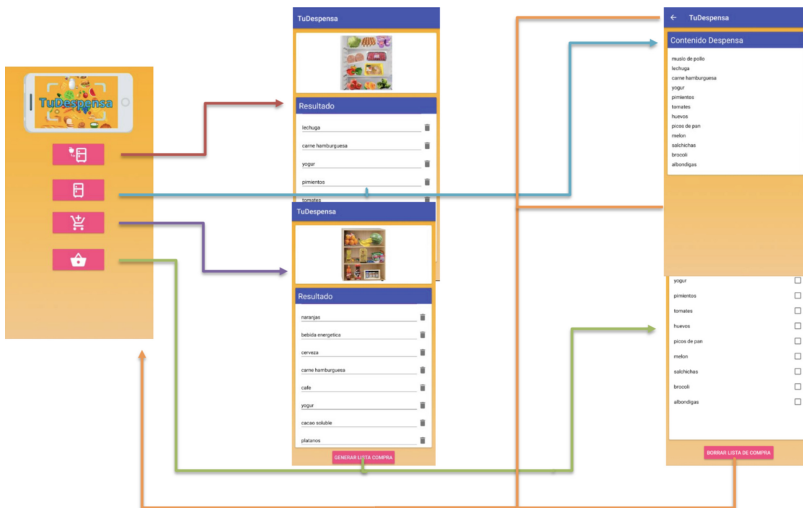 TuDespensa
TuDespensa
Resultado
lechuga
carne hamburguesa
yogur
pimientos
tomates
TuDespensa
Resultado
naranjas
bebida energetica
cerveza
carne hamburguesa
cafe
yogur
cacao soluble
platanos
GENERAR LISTA COMPRA
TuDespensa
Contenido Despensa
muslo de pollo
lechuga
carne hamburguesa
yogur
pimientos
tomates
huevos
picos de pan
melon
salchichas
brocoli
albondigas
yogur
pimientos
tomates
huevos
picos de pan
melon
salchichas
brocoli
albondigas
BORRAR LISTA DE COMPRA